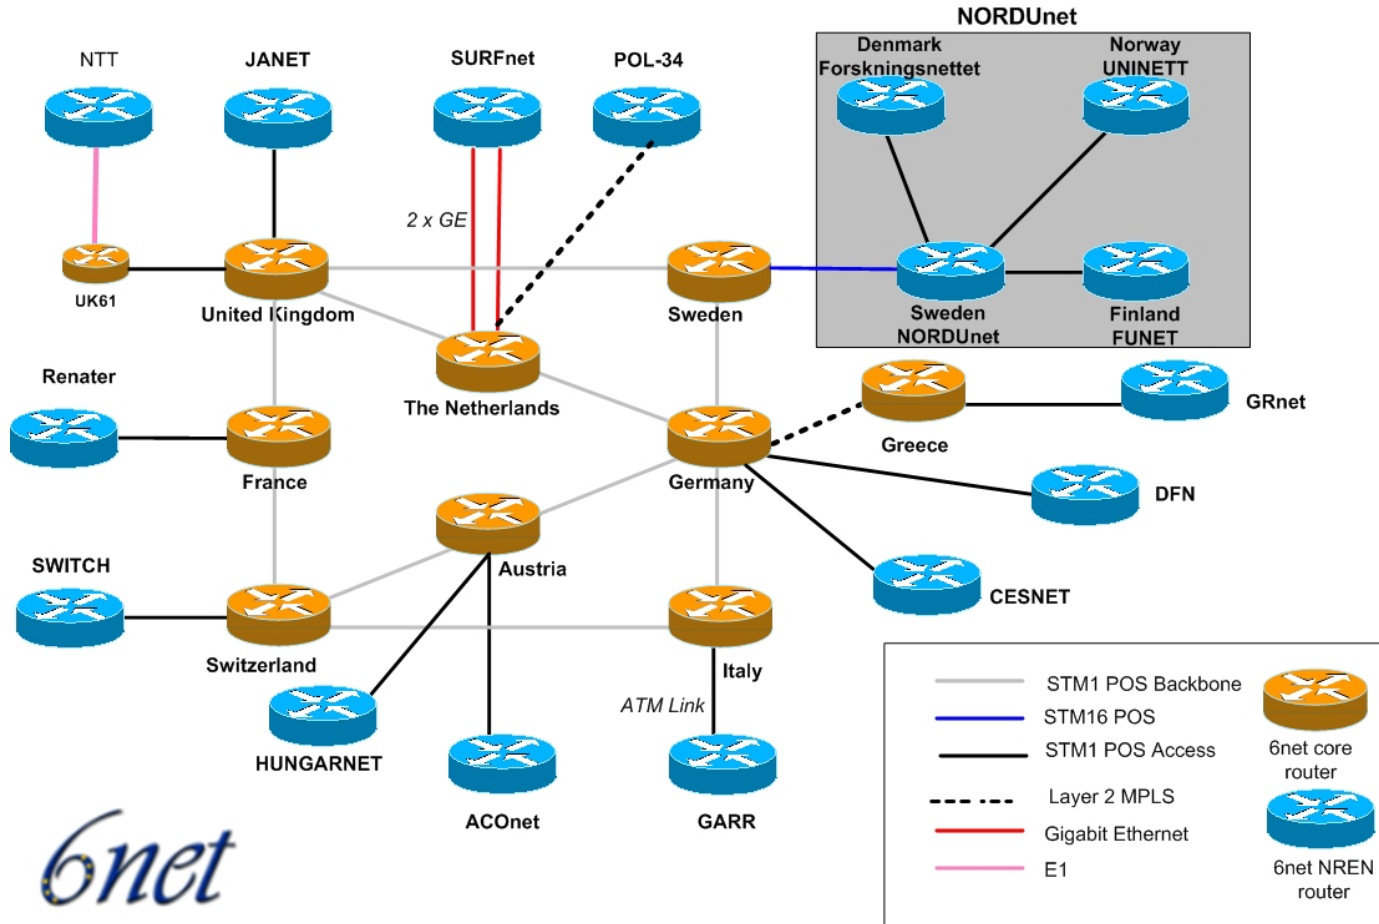 NORDUnet
NTT
JANET
SURFnet
POL-34
Denmark
Forskningsnettet
Norway
UNINETT
2 x GE
UK61
United Kingdom
Sweden
Sweden
NORDUnet
Finland
FUNET
Renater
The Netherlands
Greece
GRnet
France
Germany
DFN
SWITCH
Austria
CESNET
Switzerland
Italy
ATM Link
HUNGARNET
ACOnet
GARR
STM1 POS Backbone
STM16 POS
STM1 POS Access
Layer 2 MPLS
Gigabit Ethernet
E1
6net core
router
6net NREN
router
6net